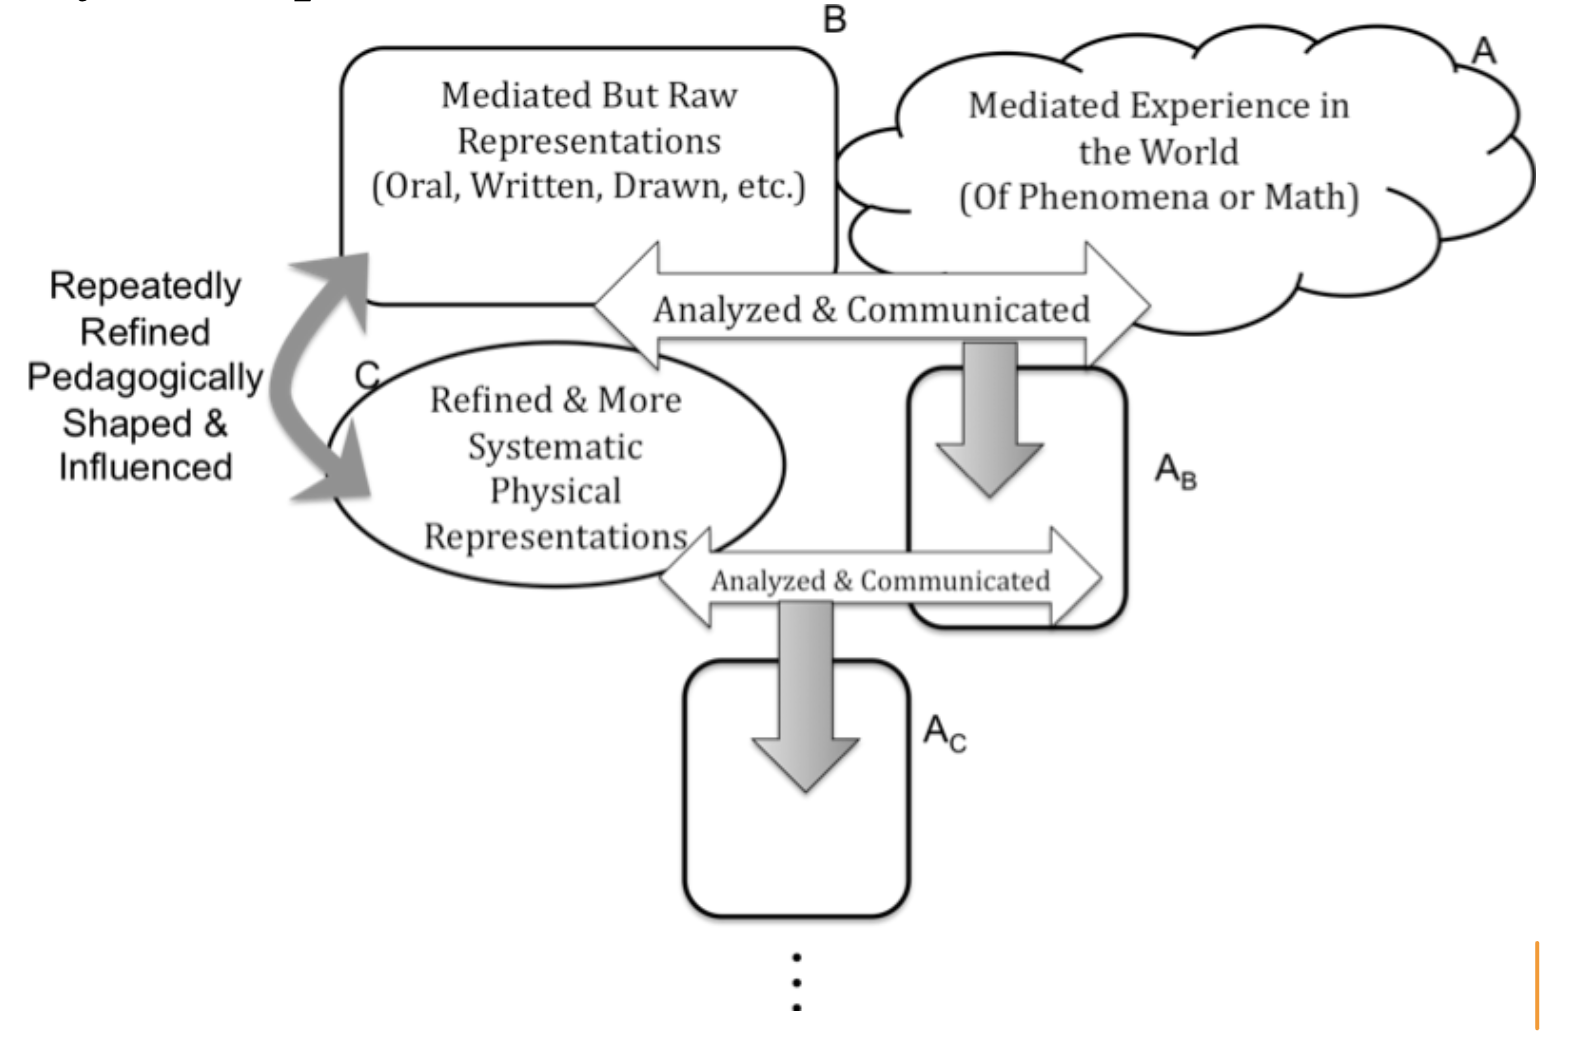 B
A
Mediated But Raw
Representations
(Oral, Written, Drawn, etc.)
Mediated Experience in
the World
(Of Phenomena or Math)
Analyzed & Communicated
Repeatedly
Refined
Pedagogically
Shaped &
Influenced
C
Refined & More
Systematic
Physical
Representations
A_B
Analyzed & Communicated
A_C